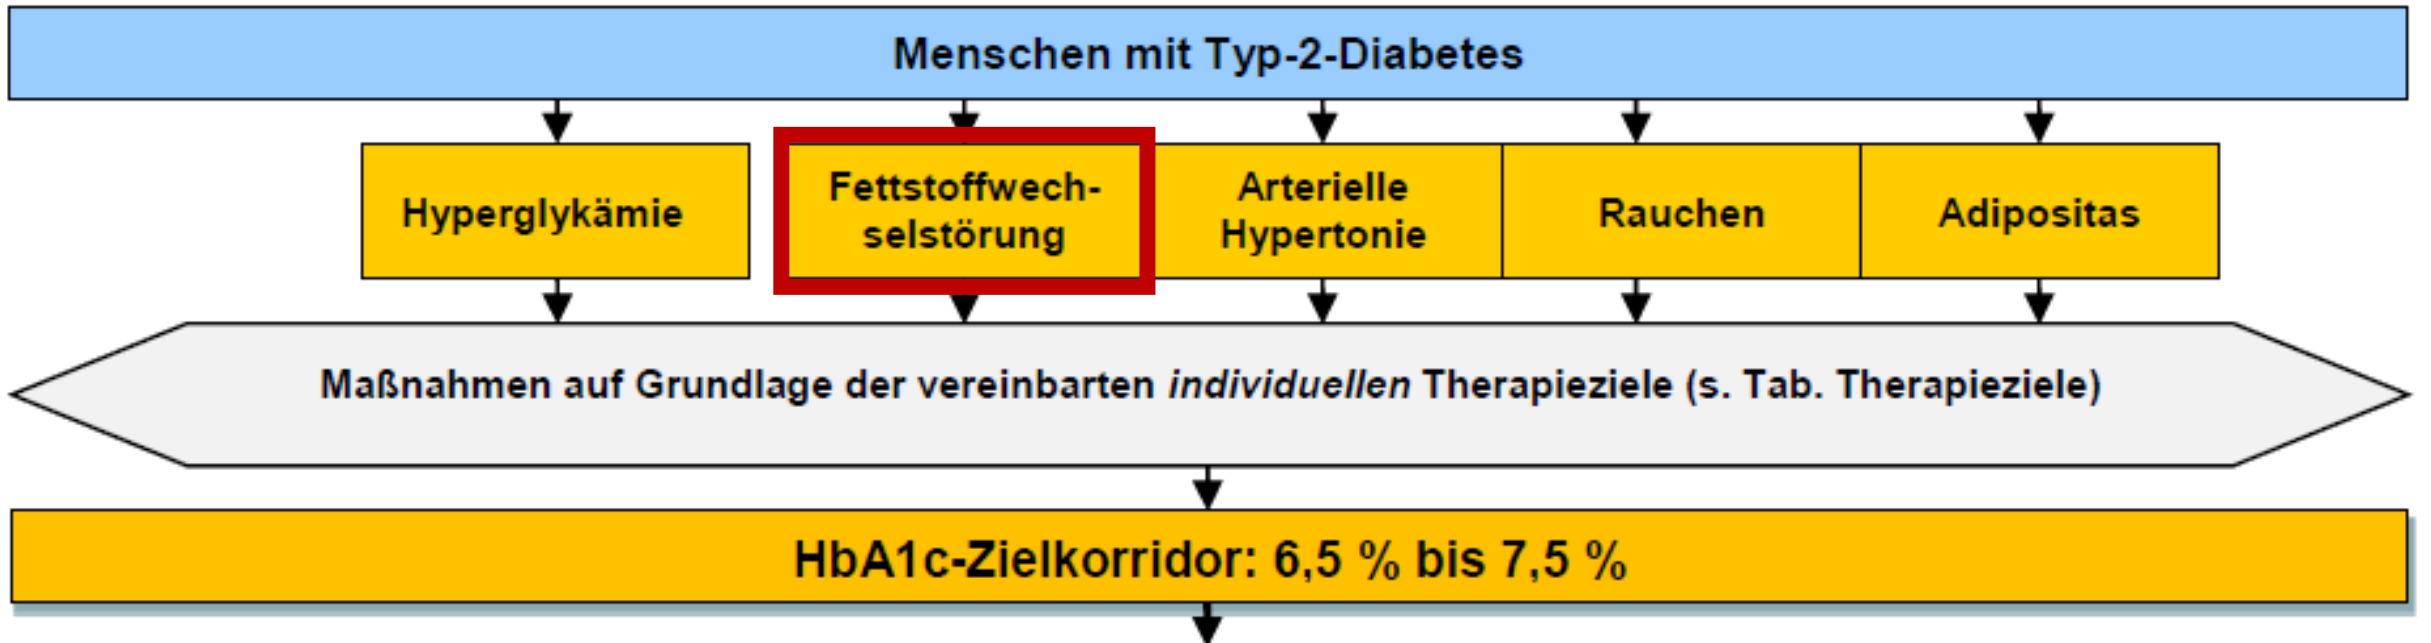 Menschen mit Typ-2-Diabetes
Hyperglykämie
Fettstoffwech-
selstörung
Arterielle
Hypertonie
Rauchen
Adipositas
Maßnahmen auf Grundlage der vereinbarten individuellen Therapieziele (s. Tab. Therapieziele)
HbA1c-Zielkorridor: 6,5 % bis 7,5 %